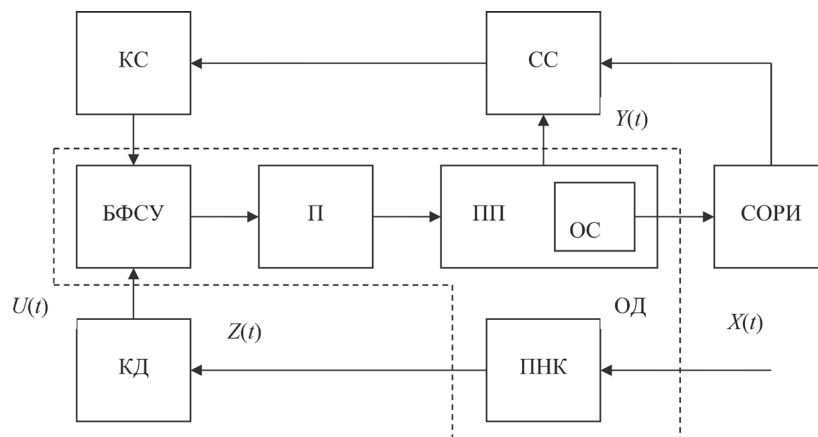 КС
СС
Y(t)
БФСУ
П
ПП
ОС
СОРИ
U(t)
Z(t)
ОД
X(t)
КД
ПНК